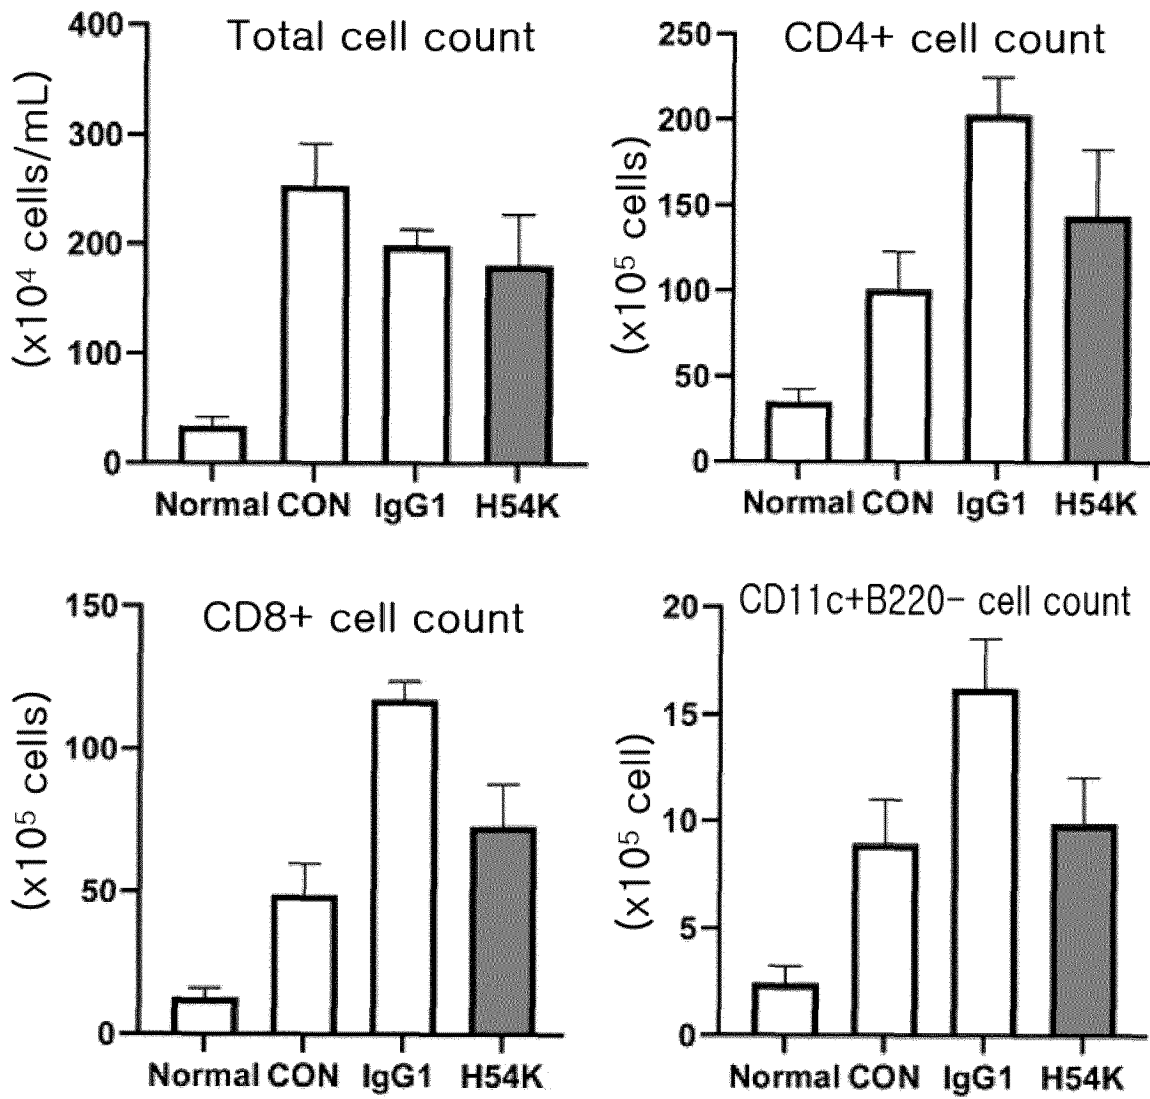 Total cell count
(x10⁴ cells/mL)
400
300
200
100
0
Normal CON IgG1 H54K
CD4+ cell count
(x10⁵ cells)
250
200
150
100
50
0
Normal CON IgG1 H54K
CD8+ cell count
(x10⁵ cells)
150
100
50
0
Normal CON IgG1 H54K
CD11c+B220- cell count
(x10⁵ cell)
20
15
10
5
0
Normal CON IgG1 H54K